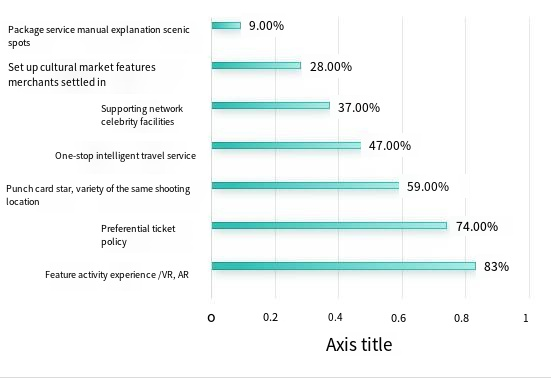 Package service manual explanation scenic
spots
9.00%
Set up cultural market features
merchants settled in
28.00%
Supporting network
celebrity facilities
37.00%
One-stop intelligent travel service
47.00%
Punch card star, variety of the same shooting
location
59.00%
Preferential ticket
policy
74.00%
Feature activity experience /VR, AR
83%
0 0.2 0.4 0.6 0.8 1
Axis title